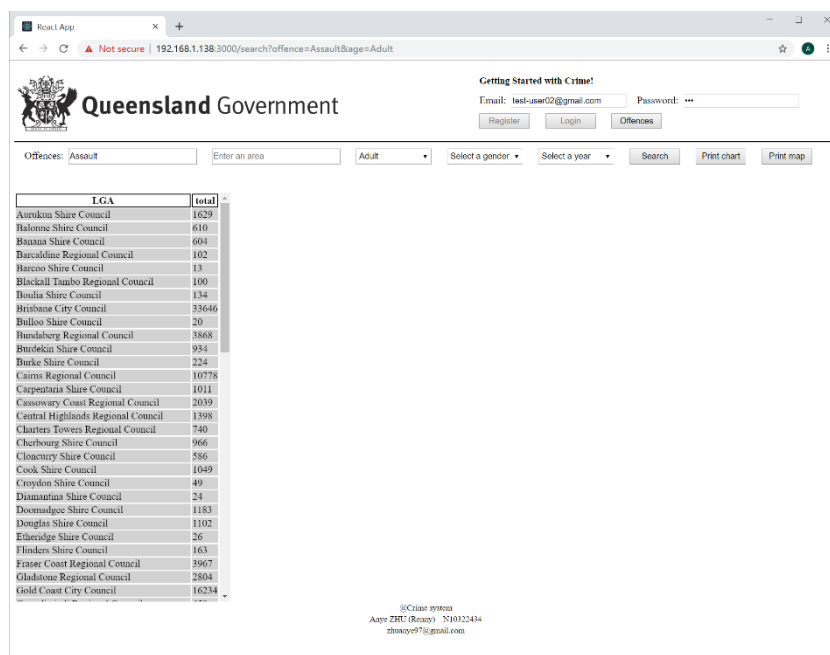 React App
Not secure | 192.168.1.138:3000/search?offence=Assault&age=Adult
A
Queensland Government
Getting Started with Crime!
Email: test-user02@gmail.com Password: •••
Register Login Offences
Offences: Assault Enter an area Adult Select a gender Select a year Search Print chart Print map
LGA total
Aurukun Shire Council 1629
Balonne Shire Council 610
Banana Shire Council 604
Barcaldine Regional Council 102
Barcoo Shire Council 13
Blackall Tambo Regional Council 100
Boulia Shire Council 134
Brisbane City Council 33646
Bulloo Shire Council 20
Bundaberg Regional Council 3868
Burdekin Shire Council 934
Burke Shire Council 224
Cairns Regional Council 10778
Carpentaria Shire Council 1011
Cassowary Coast Regional Council 2039
Central Highlands Regional Council 1398
Charters Towers Regional Council 740
Cherbourg Shire Council 966
Cloncurry Shire Council 586
Cook Shire Council 1049
Croydon Shire Council 49
Diamantina Shire Council 24
Doomadgee Shire Council 1183
Douglas Shire Council 1102
Etheridge Shire Council 26
Flinders Shire Council 163
Fraser Coast Regional Council 3967
Gladstone Regional Council 2804
Gold Coast City Council 16234
@Crime system
ZHU N10322434